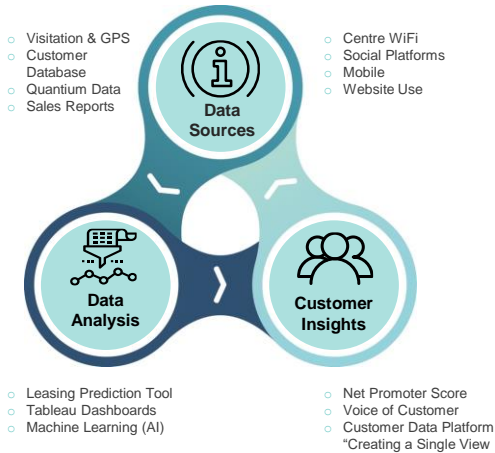 Visitation & GPS
Customer
Database
Quantium Data
Sales Reports
Centre WiFi
Social Platforms
Mobile
Website Use
Data
Sources
Data
Analysis
Customer
Insights
Leasing Prediction Tool
Tableau Dashboards
Machine Learning (AI)
Net Promoter Score
Voice of Customer
Customer Data Platform
“Creating a Single View